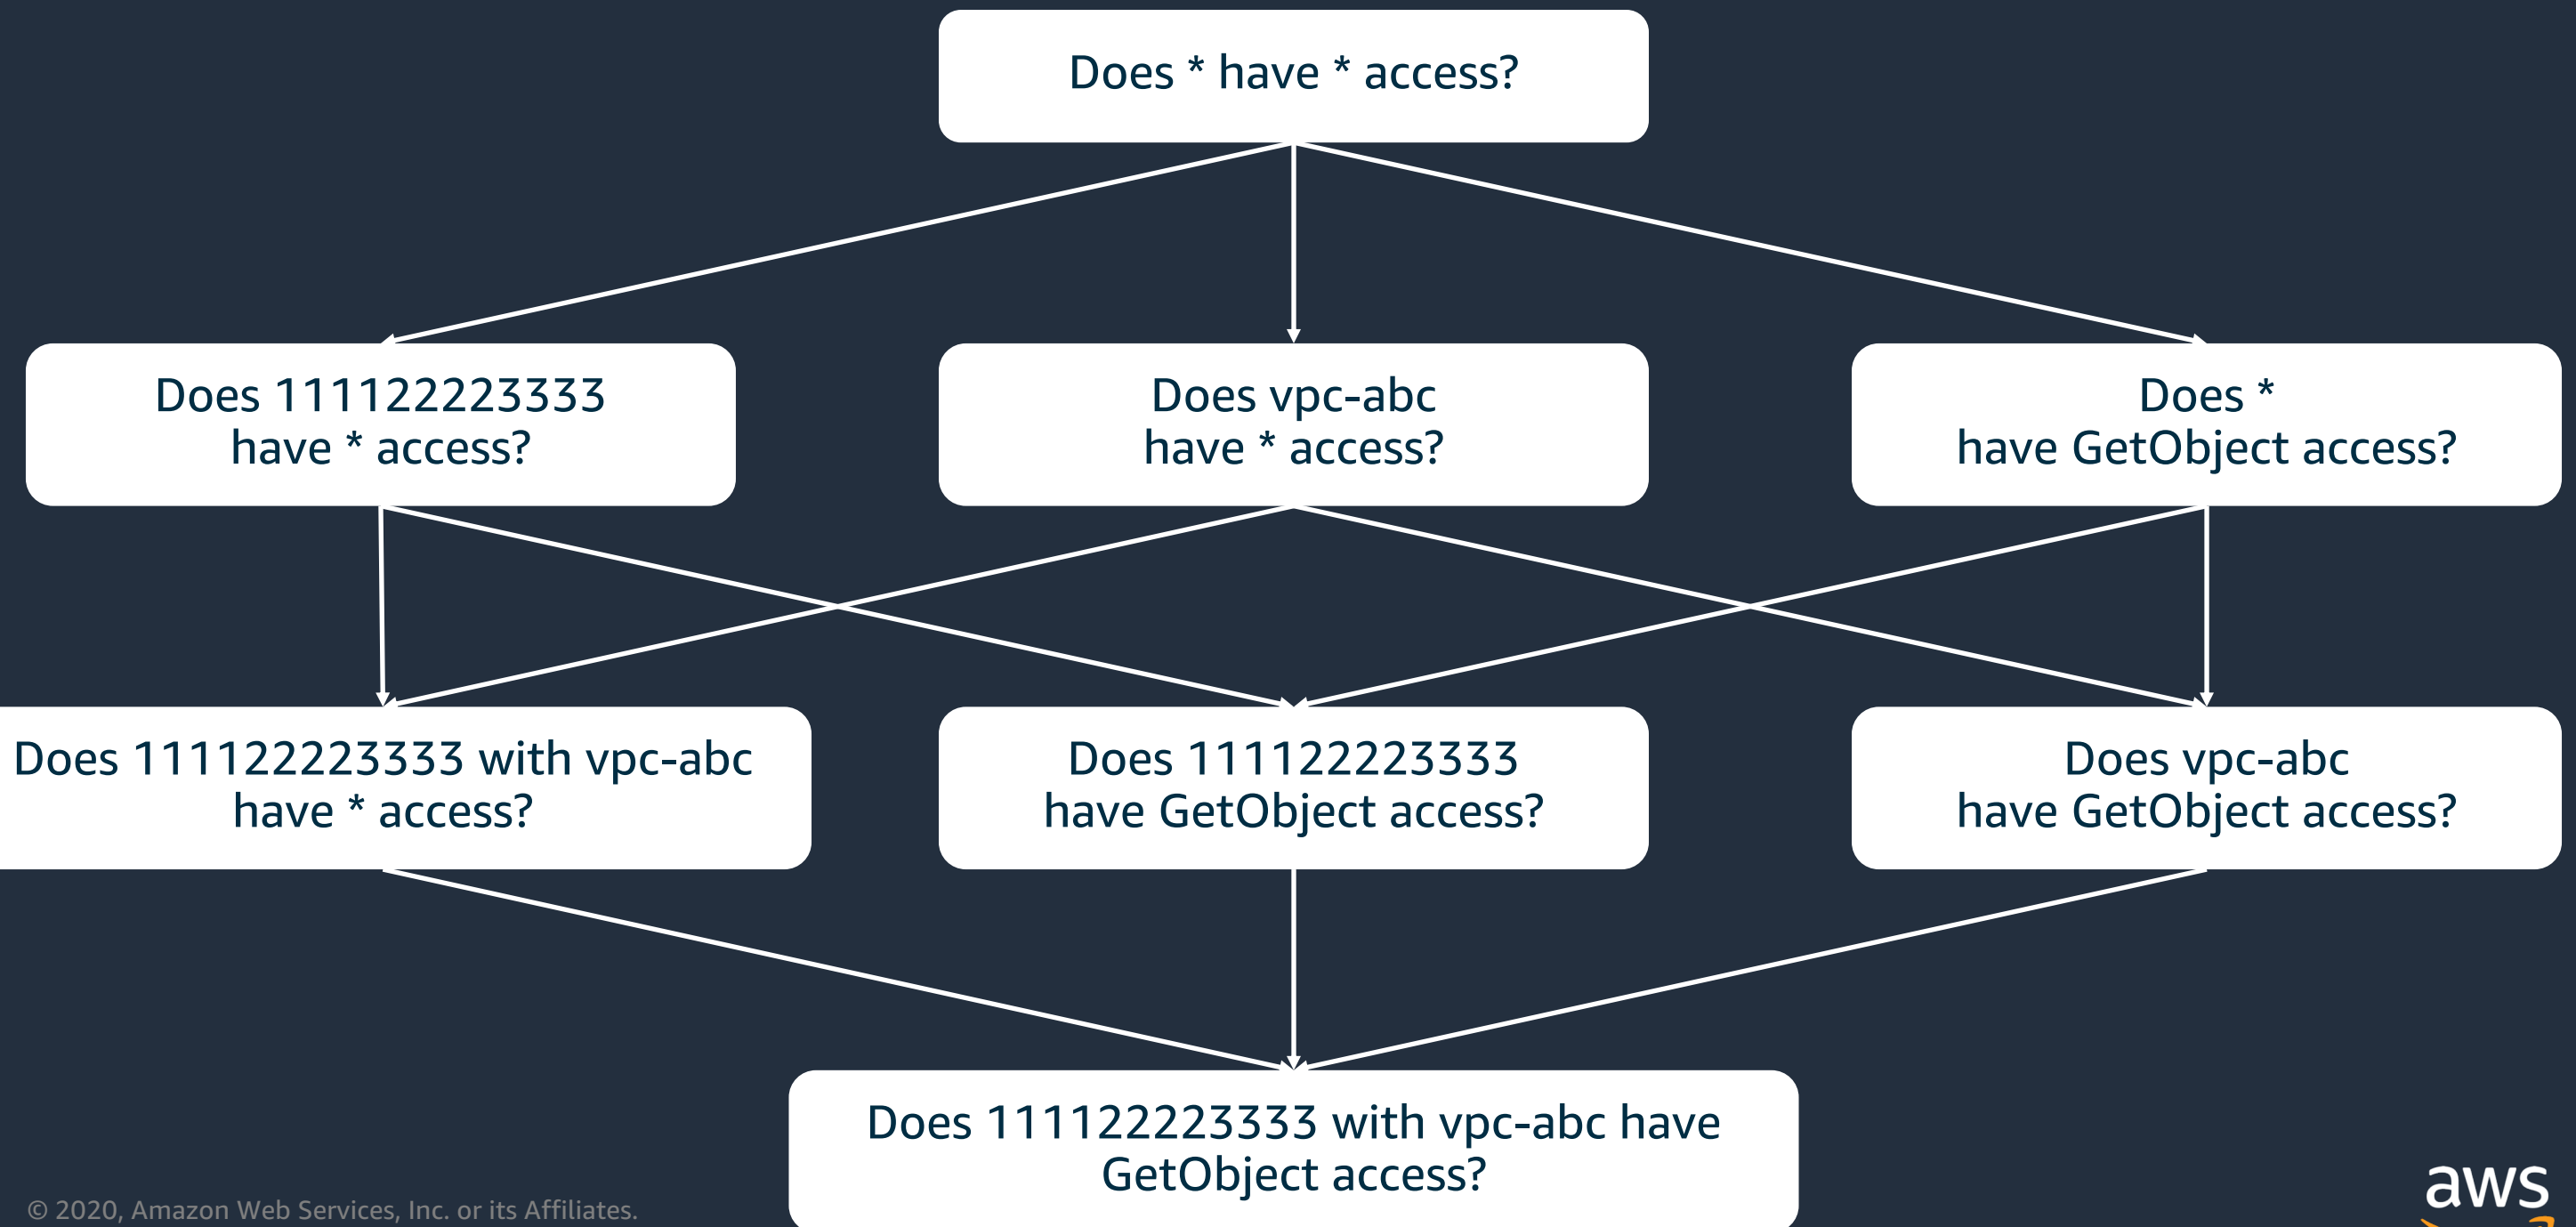 Does * have * access?
Does 111122223333
have * access?
Does vpc-abc
have * access?
Does *
have GetObject access?
Does 111122223333 with vpc-abc
have * access?
Does 111122223333
have GetObject access?
Does vpc-abc
have GetObject access?
Does 111122223333 with vpc-abc have
GetObject access?
© 2020, Amazon Web Services, Inc. or its Affiliates.
aws